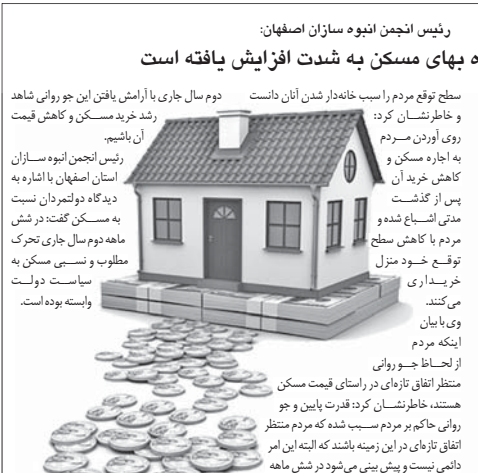 رئیس انجمن انبوه سازان اصفهان:
بهای مسکن به شدت افزایش یافته است
سطح توقع مردم را سبب خانه‌دار شدن آنان دانست
و خاطرنشان کرد:
روی آوردن مردم
به اجاره مسکن و
کاهش خرید آن
پس از گذشت
مدتی اشباع شده و
مردم با کاهش سطح
توقع خود منزل
خریداری
می‌کنند.
وی با بیان
اینکه مردم
از لحاظ جو روانی
منتظر اتفاق تازه‌ای در راستای قیمت مسکن
هستند، خاطرنشان کرد: قدرت پایین و جو
روانی حاکم بر مردم سبب شده که مردم منتظر
اتفاق تازه‌ای در این زمینه باشند که البته این امر
دائمی نیست و پیش بینی می‌شود در شش ماهه
دوم سال جاری با آرامش یافتن این جو روانی شاهد
رشد خرید مسکن و کاهش قیمت
آن باشیم.
رئیس انجمن انبوه سازان
استان اصفهان با اشاره به
دیدگاه دولتمردان نسبت
به مسکن گفت: در شش
ماهه دوم سال جاری تحرک
مطلوب و نسبی مسکن به
سیاست دولت
وابسته بوده است.